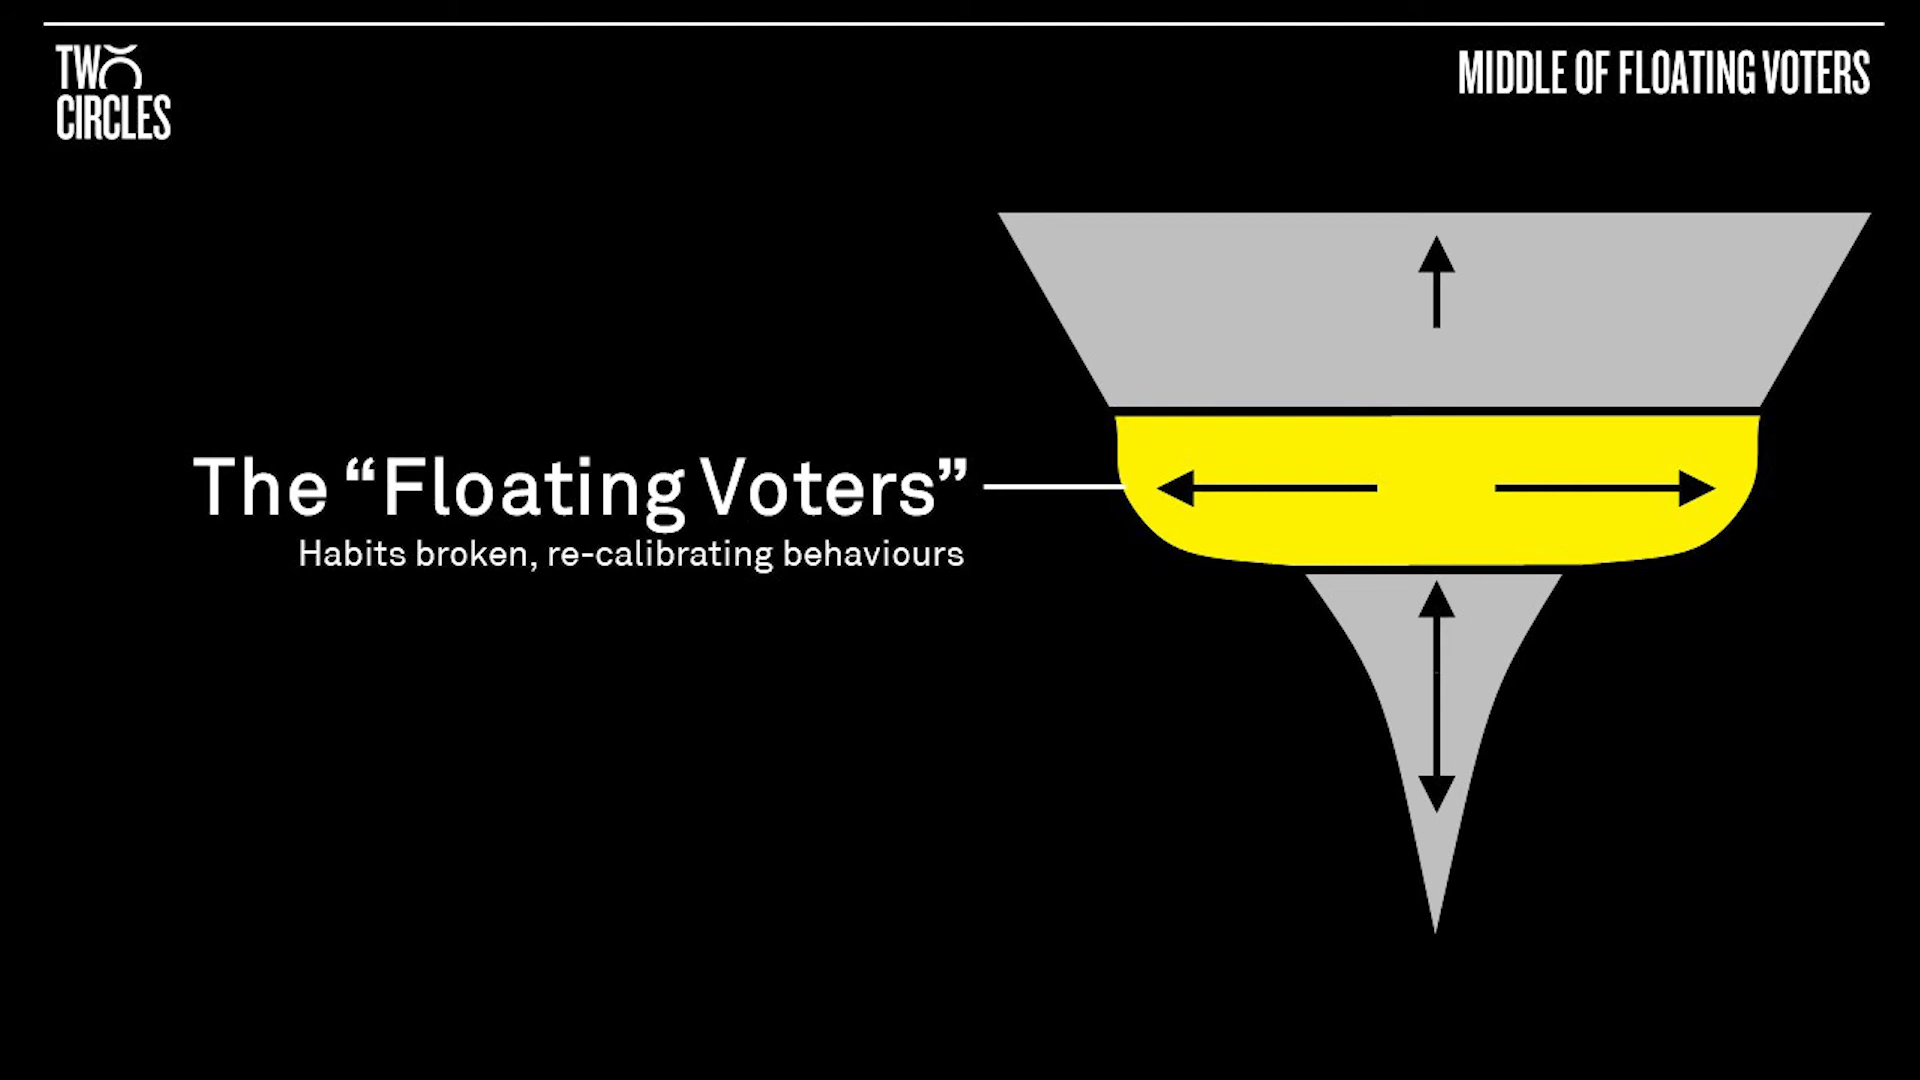 TWO
CIRCLES
MIDDLE OF FLOATING VOTERS
The “Floating Voters”
Habits broken, re-calibrating behaviours